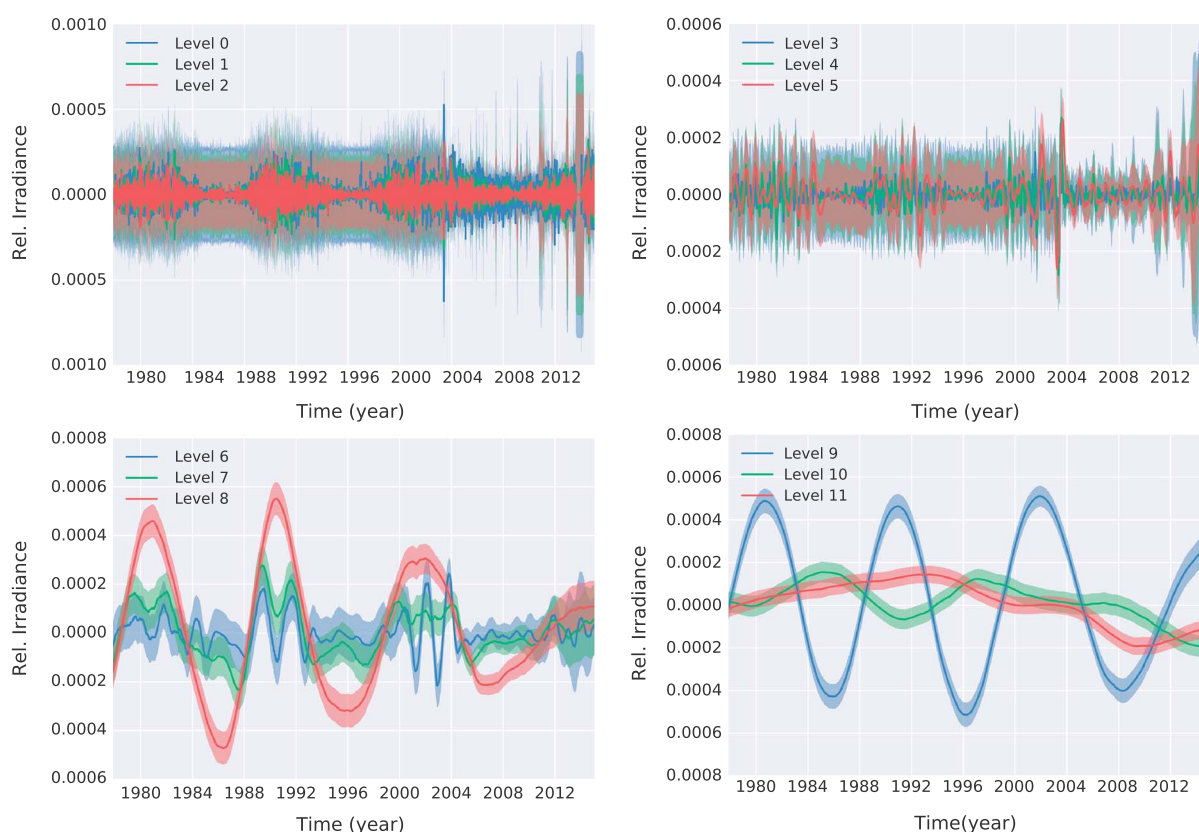 0.0010
0.0005
0.0000
0.0005
0.0010
Rel. Irradiance
Level 0
Level 1
Level 2
1980 1984 1988 1992 1996 2000 2004 2008 2012
Time (year)
0.0006
0.0004
0.0002
0.0000
0.0002
0.0004
0.0006
Rel. Irradiance
Level 3
Level 4
Level 5
1980 1984 1988 1992 1996 2000 2004 2008 2012
Time (year)
0.0008
0.0006
0.0004
0.0002
0.0000
0.0002
0.0004
0.0006
Rel. Irradiance
Level 6
Level 7
Level 8
1980 1984 1988 1992 1996 2000 2004 2008 2012
Time (year)
0.0008
0.0006
0.0004
0.0002
0.0000
0.0002
0.0004
0.0006
0.0008
Rel. Irradiance
Level 9
Level 10
Level 11
1980 1984 1988 1992 1996 2000 2004 2008 2012
Time(year)